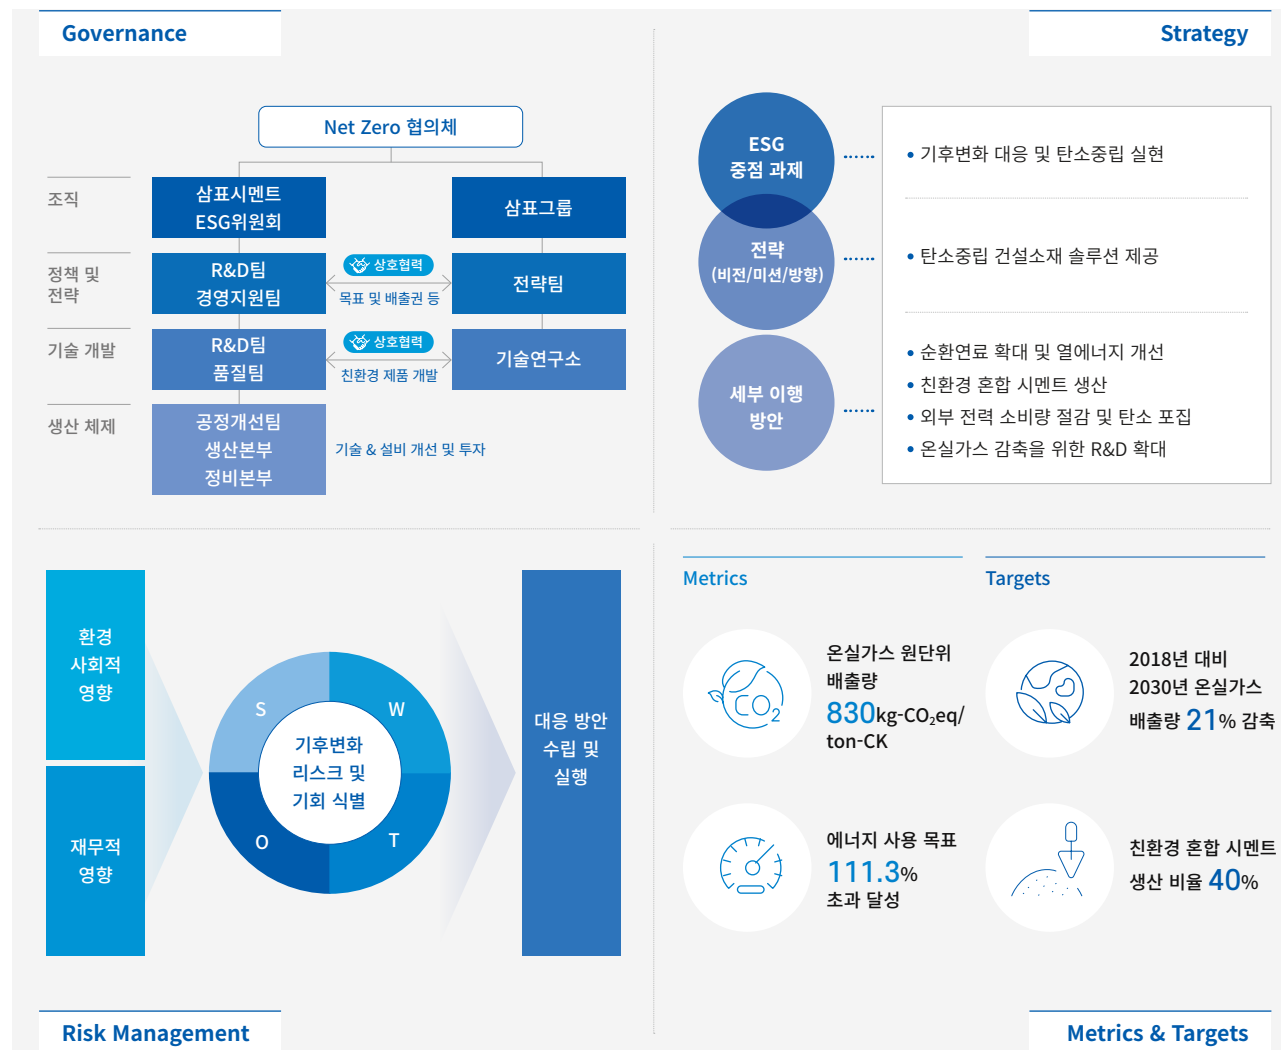 Governance
Net Zero 협의체
조직
삼표시멘트
ESG위원회
삼표그룹
정책 및
전략
R&D팀
경영지원팀
상호협력
목표 및 배출권 등
전략팀
기술 개발
R&D팀
품질팀
상호협력
친환경 제품 개발
기술연구소
생산 체제
공정개선팀
생산본부
정비본부
기술 & 설비 개선 및 투자
Strategy
ESG
중점 과제
• 기후변화 대응 및 탄소중립 실현
전략
(비전/미션/방향)
• 탄소중립 건설소재 솔루션 제공
세부 이행
방안
• 순환연료 확대 및 열에너지 개선
• 친환경 혼합 시멘트 생산
• 외부 전력 소비량 절감 및 탄소 포집
• 온실가스 감축을 위한 R&D 확대
환경
사회적
영향
재무적
영향
S
W
O
T
기후변화
리스크 및
기회 식별
대응 방안
수립 및
실행
Risk Management
Metrics
CO2
온실가스 원단위
배출량
830kg-CO₂eq/
ton-CK
에너지 사용 목표
111.3%
초과 달성
Targets
2018년 대비
2030년 온실가스
배출량 21% 감축
친환경 혼합 시멘트
생산 비율 40%
Metrics & Targets